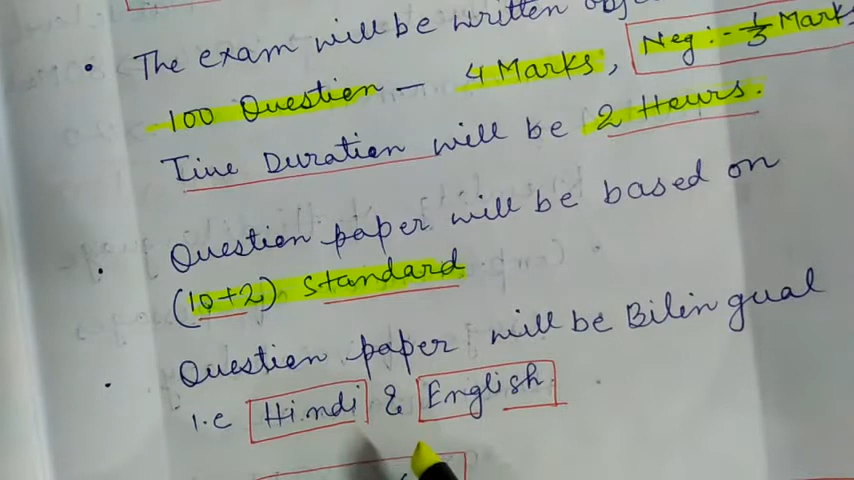 • The exam will be written obj
100 Question - 4 Marks, Neg:- 1/3 Mark
Time Duration will be 2 Hours.
• Question paper will be based on
(10+2) Standard
• Question paper will be Bilingual
i.e Hindi & English